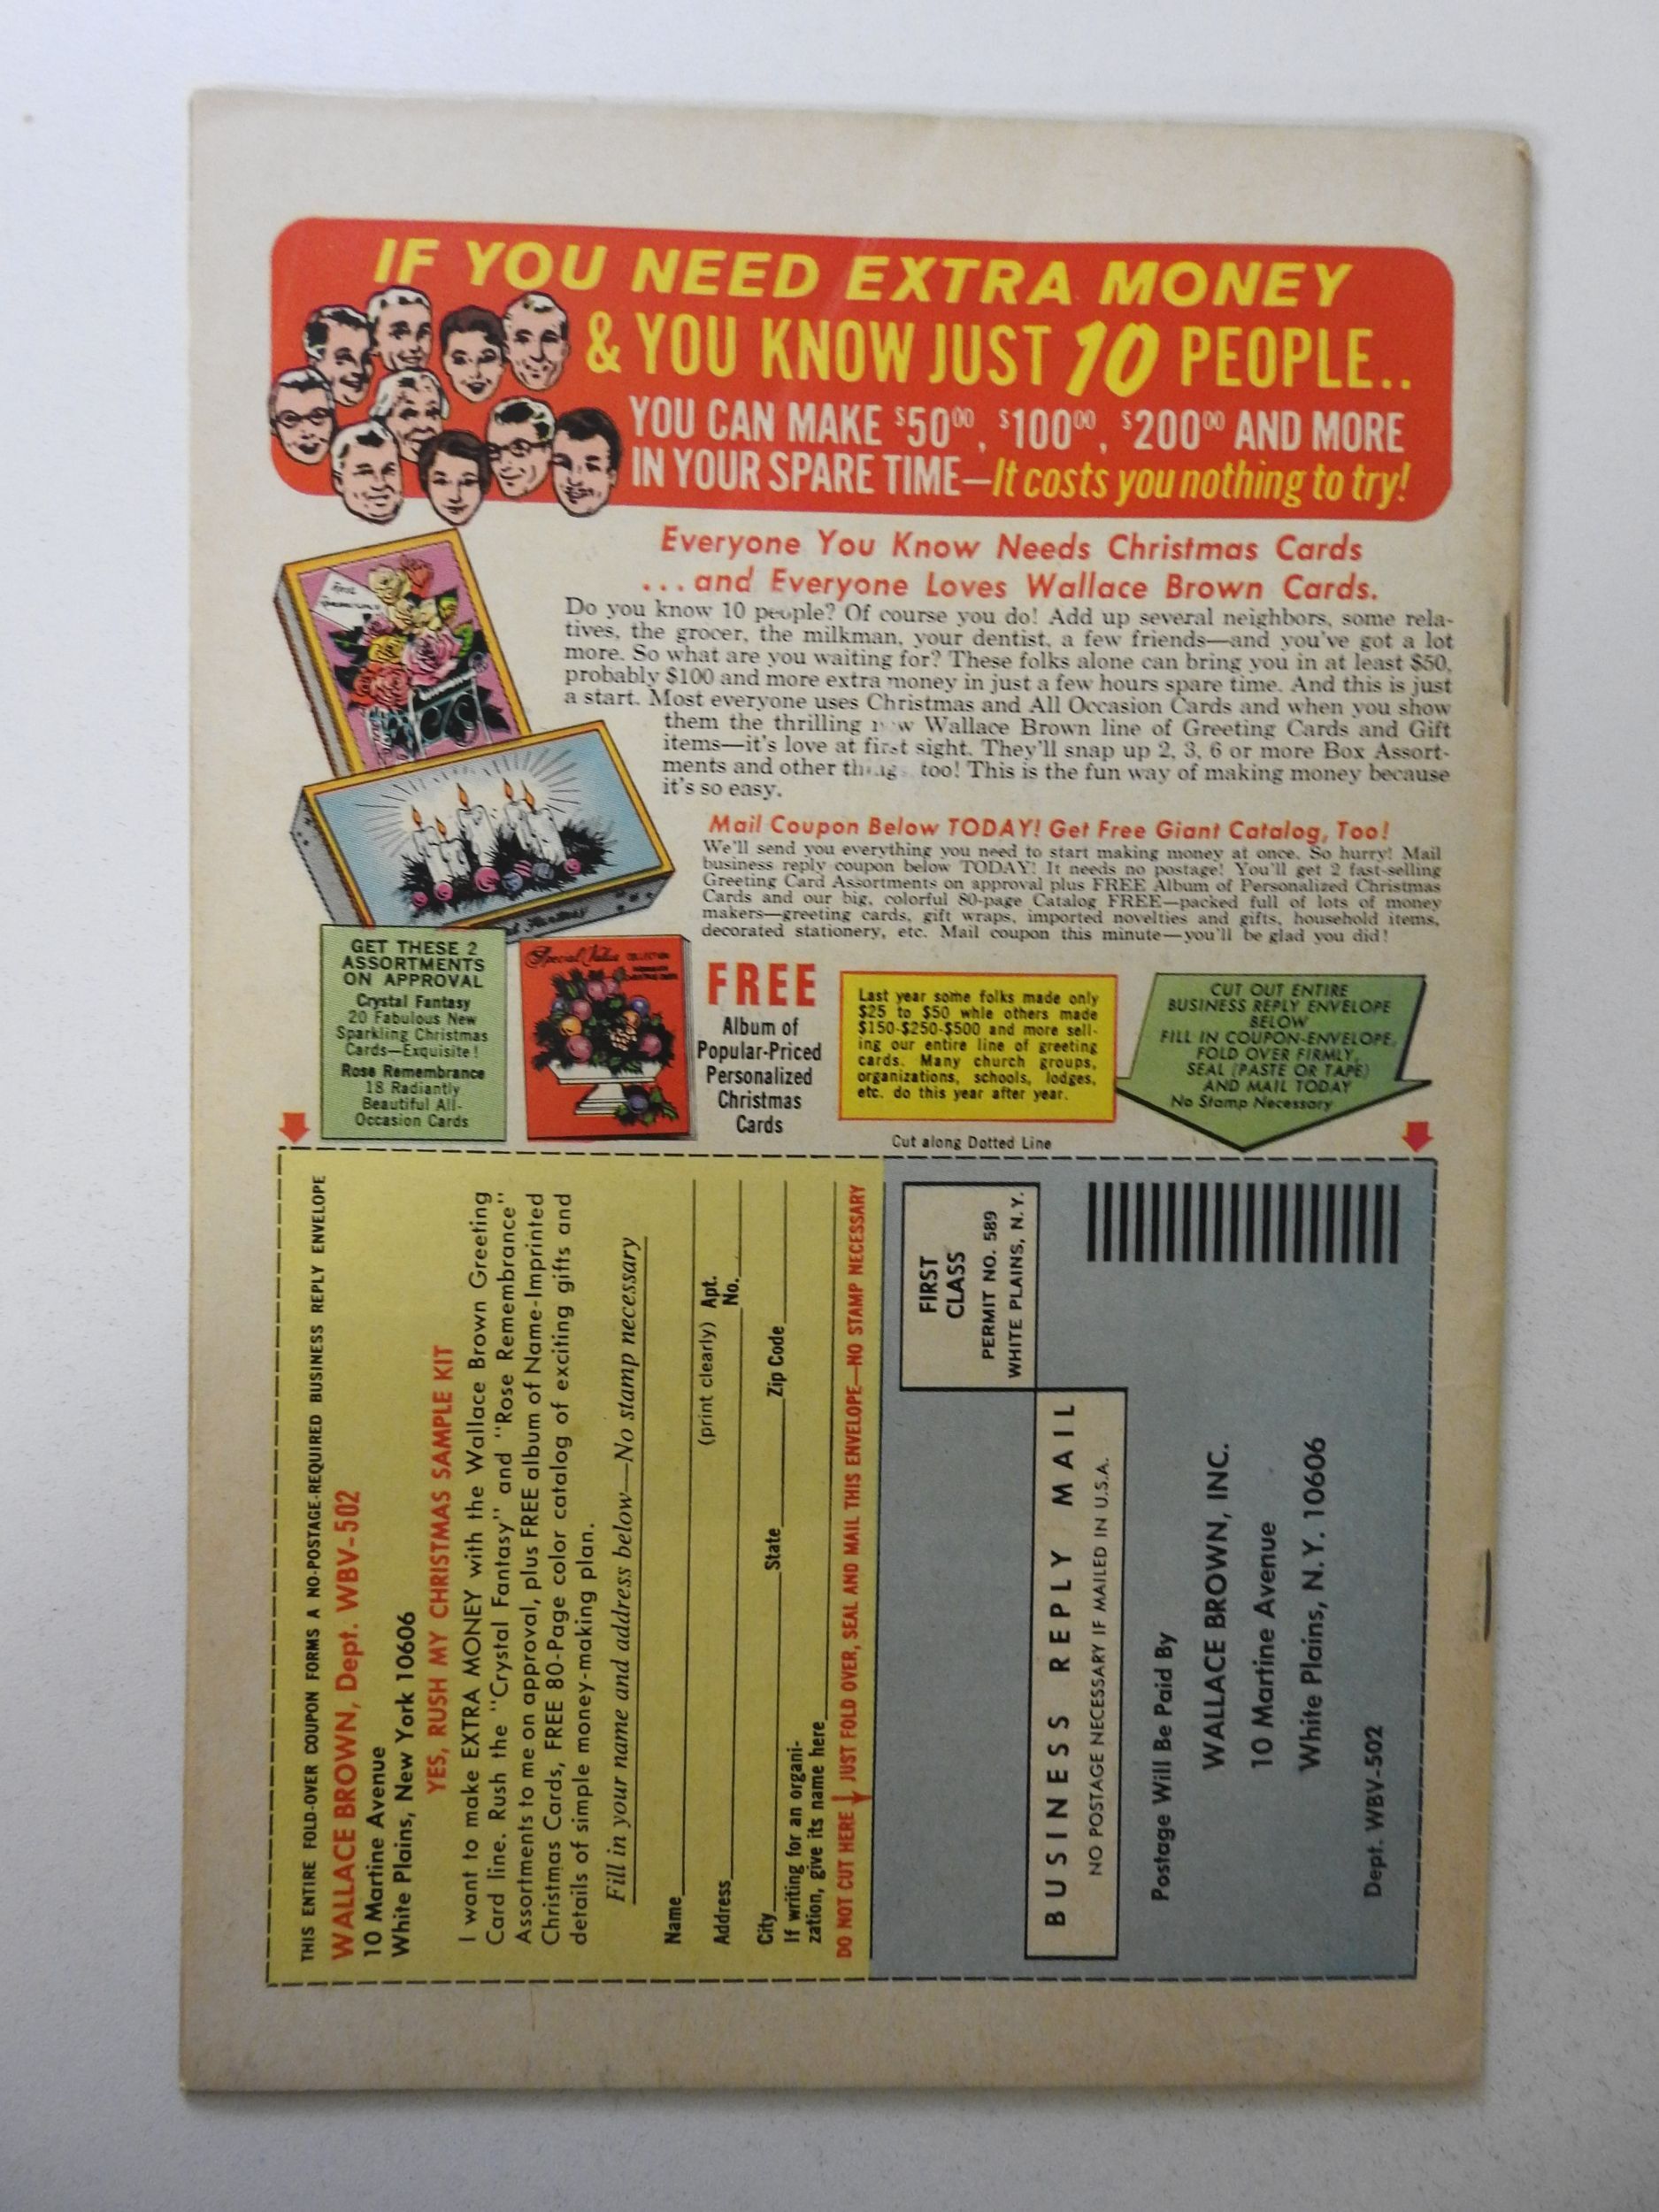 IF YOU NEED EXTRA MONEY
& YOU KNOW JUST 10 PEOPLE..
YOU CAN MAKE $5000, $10000, $20000 AND MORE
IN YOUR SPARE TIME—It costs you nothing to try!
Everyone You Know Needs Christmas Cards
...and Everyone Loves Wallace Brown Cards.
Do you know 10 people? Of course you do! Add up several neighbors, some rela-
tives, the grocer, the milkman, your dentist, a few friends—and you've got a lot
more. So what are you waiting for? These folks alone can bring you in at least $50,
probably $100 and more extra money in just a few hours spare time. And this is just
a start. Most everyone uses Christmas and All Occasion Cards and when you show
them the thrilling new Wallace Brown line of Greeting Cards and Gift
items—it's love at first sight. They'll snap up 2, 3, 6 or more Box Assort-
ments and other things too! This is the fun way of making money because
it's so easy.
Mail Coupon Below TODAY! Get Free Giant Catalog, Too!
We'll send you everything you need to start making money at once. So hurry! Mail
business reply coupon below TODAY! It needs no postage! You'll get 2 fast-selling
Greeting Card Assortments on approval plus FREE Album of Personalized Christmas
Cards and our big, colorful 80-page Catalog FREE—packed full of lots of money
makers—greeting cards, gift wraps, imported novelties and gifts, household items,
decorated stationery, etc. Mail coupon this minute—you'll be glad you did!
GET THESE 2
ASSORTMENTS
ON APPROVAL
Crystal Fantasy
20 Fabulous New
Sparkling Christmas
Cards—Exquisite!
Rose Remembrance
18 Radiantly
Beautiful All-
Occasion Cards
Special Value COLLECTION
FREE
Album of
Popular-Priced
Personalized
Christmas
Cards
Last year some folks made only
$25 to $50 whle others made
$150-$250-$500 and more sell-
ing our entire line of greeting
cards. Many church groups,
organizations, schools, lodges,
etc. do this year after year.
CUT OUT ENTIRE
BUSINESS REPLY ENVELOPE
BELOW
FILL IN COUPON-ENVELOPE,
FOLD OVER FIRMLY,
SEAL (PASTE OR TAPE)
AND MAIL TODAY
No Stamp Necessary
Cut along Dotted Line
THIS ENTIRE FOLD-OVER COUPON FORMS A NO-POSTAGE-REQUIRED BUSINESS REPLY ENVELOPE
WALLACE BROWN, Dept. WBV-502
10 Martine Avenue
White Plains, New York 10606
YES, RUSH MY CHRISTMAS SAMPLE KIT
I want to make EXTRA MONEY with the Wallace Brown Greeting
Card line. Rush the "Crystal Fantasy" and "Rose Remembrance"
Assortments to me on approval, plus FREE album of Name-Imprinted
Christmas Cards, FREE 80-Page color catalog of exciting gifts and
details of simple money-making plan.
Fill in your name and address below—No stamp necessary
Name
(print clearly)
Address Apt. No.
City State Zip Code
If writing for an organi-
zation, give its name here
DO NOT CUT HERE JUST FOLD OVER, SEAL AND MAIL THIS ENVELOPE—NO STAMP NECESSARY
FIRST
CLASS
PERMIT NO. 589
WHITE PLAINS, N.Y.
BUSINESS REPLY MAIL
NO POSTAGE NECESSARY IF MAILED IN U.S.A.
Postage Will Be Paid By
WALLACE BROWN, INC.
10 Martine Avenue
White Plains, N.Y. 10606
Dept. WBV-502